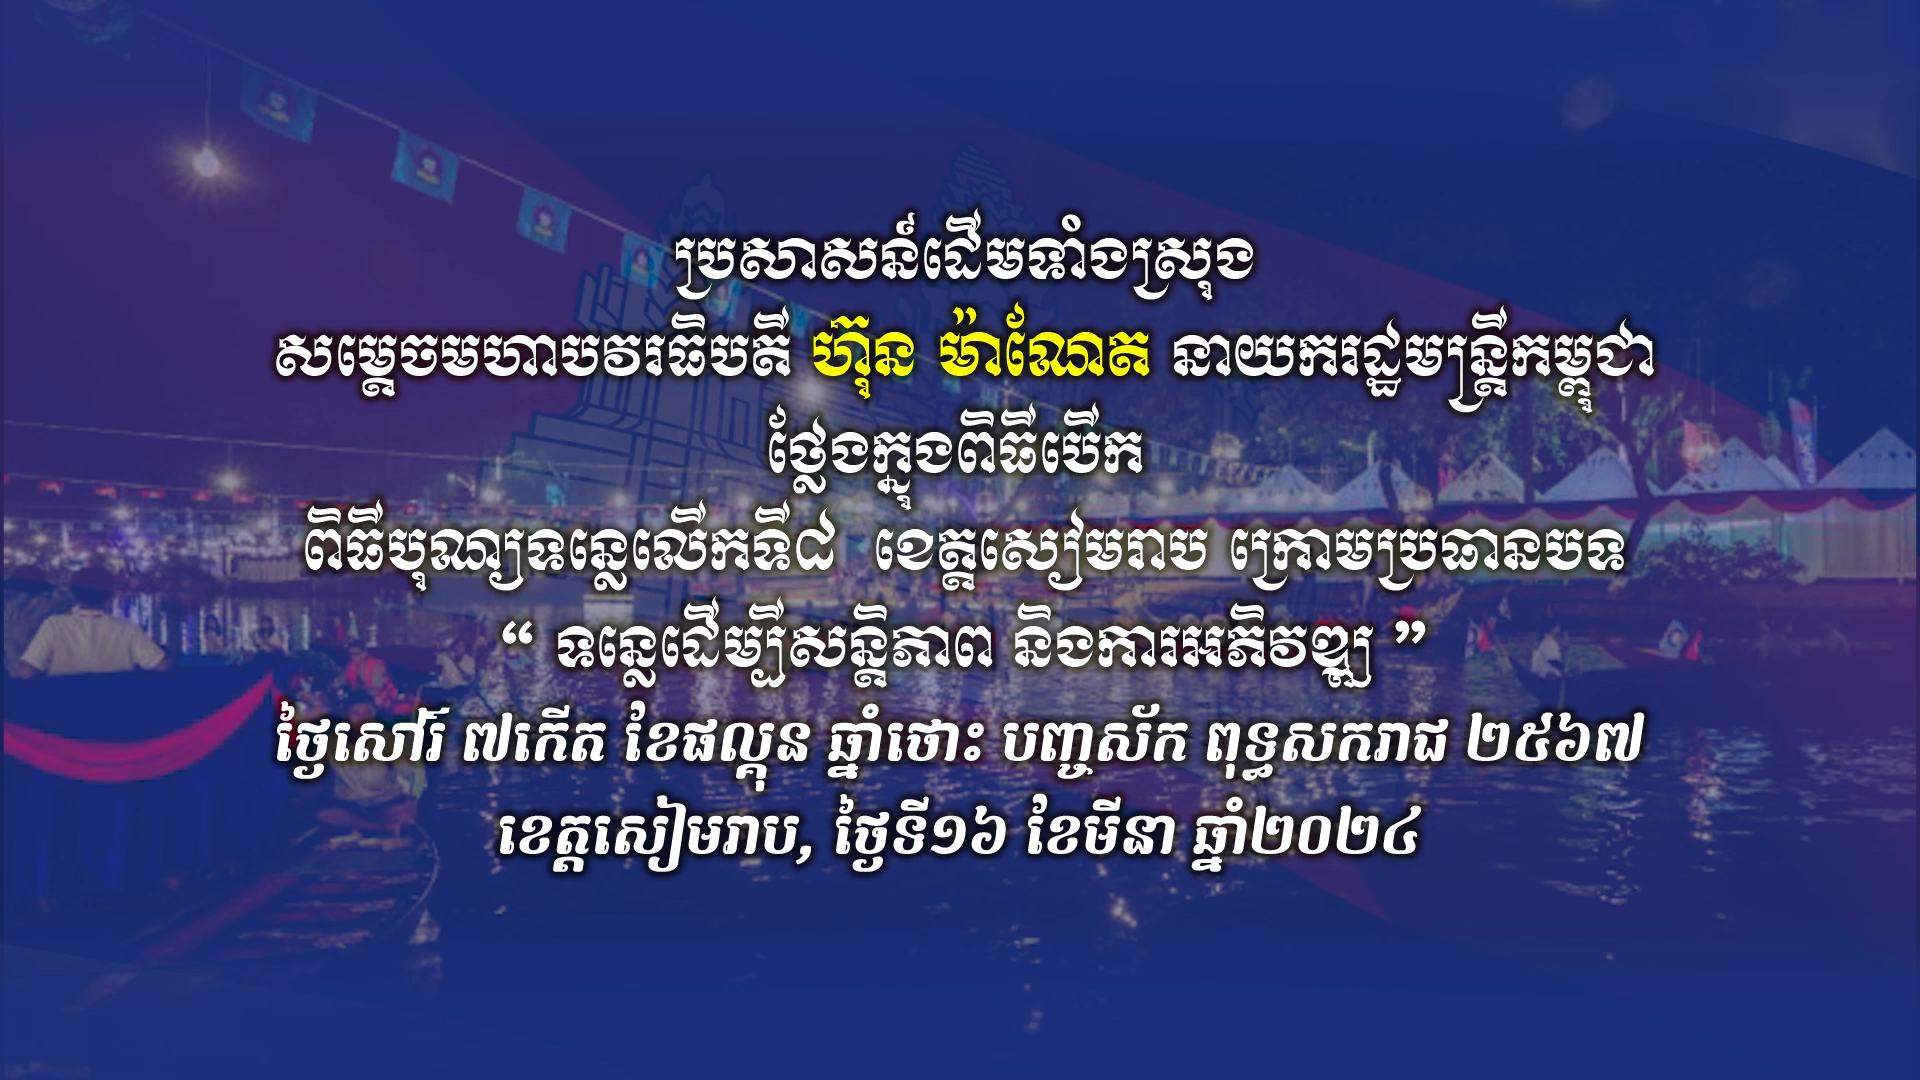 ប្រសាសន៍ដើមទាំងស្រុង
សម្ដេចមហាបវរធិបតី ហ៊ុន ម៉ាណែត នាយករដ្ឋមន្ត្រីកម្ពុជា
ថ្លែងក្នុងពិធីបើក
ពិធីបុណ្យទន្លេលើកទី៨ ខេត្តសៀមរាប ក្រោមប្រធានបទ
“ ទន្លេដើម្បីសន្តិភាព និងការអភិវឌ្ឍ ”
ថ្ងៃសៅរ៍ ៧កើត ខែផល្គុន ឆ្នាំថោះ បញ្ចស័ក ពុទ្ធសករាជ ២៥៦៧
ខេត្តសៀមរាប, ថ្ងៃទី១៦ ខែមីនា ឆ្នាំ២០២៤